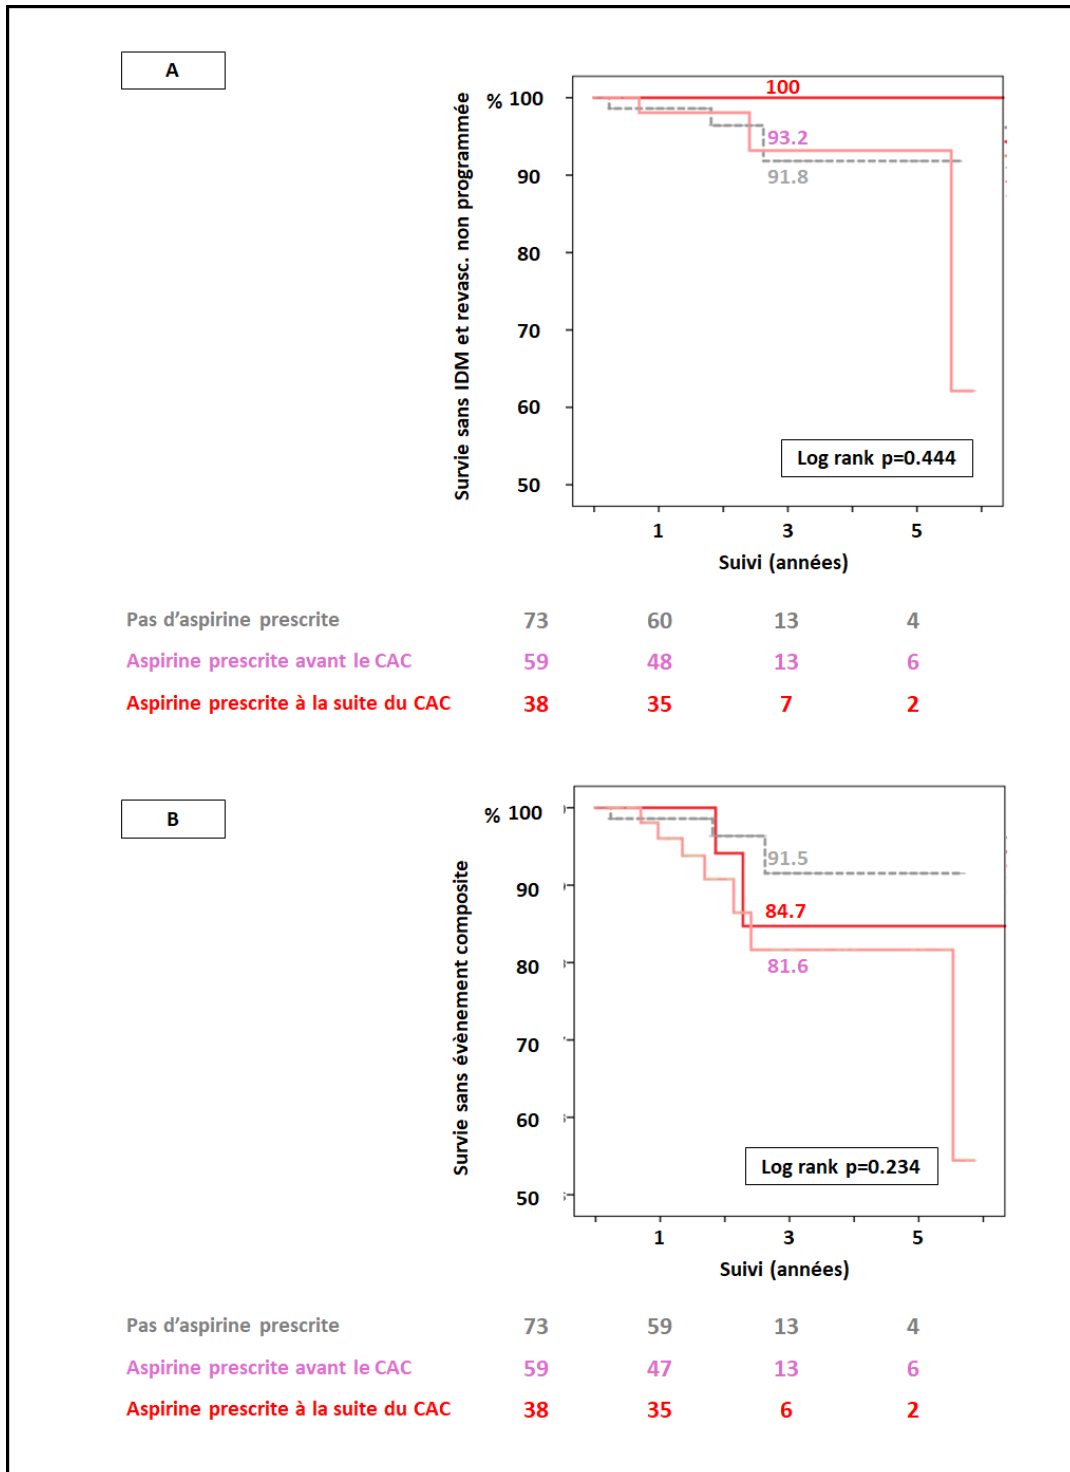 A
Survie sans IDM et revasc. non programmée
% 100
90
80
70
60
50
100
93.2
91.8
Log rank p=0.444
1 3 5
Suivi (années)
Pas d'aspirine prescrite 73 60 13 4
Aspirine prescrite avant le CAC 59 48 13 6
Aspirine prescrite à la suite du CAC 38 35 7 2
B
Survie sans évènement composite
% 100
90
80
70
60
50
91.5
84.7
81.6
Log rank p=0.234
1 3 5
Suivi (années)
Pas d'aspirine prescrite 73 59 13 4
Aspirine prescrite avant le CAC 59 47 13 6
Aspirine prescrite à la suite du CAC 38 35 6 2